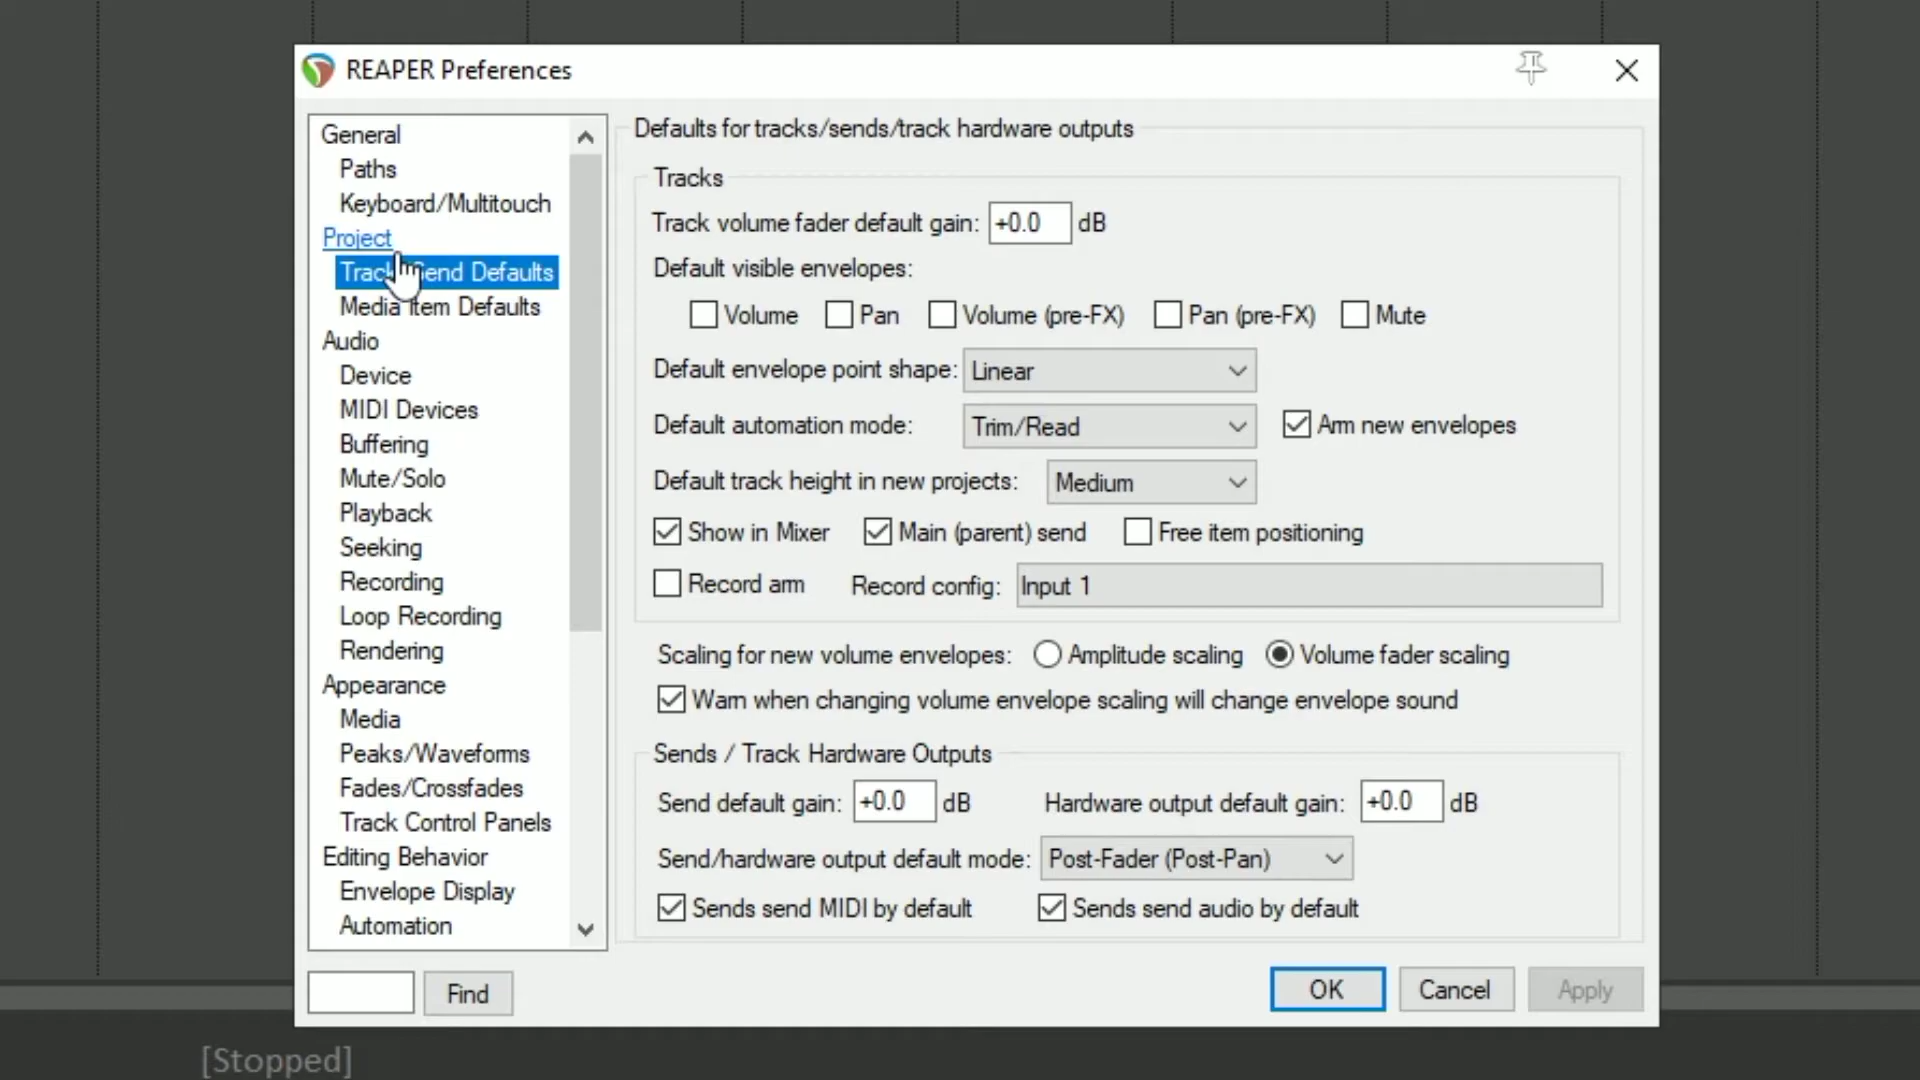 REAPER Preferences
General
Paths
Keyboard/Multitouch
Project
Track/Send Defaults
Media Item Defaults
Audio
Device
MIDI Devices
Buffering
Mute/Solo
Playback
Seeking
Recording
Loop Recording
Rendering
Appearance
Media
Peaks/Waveforms
Fades/Crossfades
Track Control Panels
Editing Behavior
Envelope Display
Automation
Find
Defaults for tracks/sends/track hardware outputs
Tracks
Track volume fader default gain: +0.0 dB
Default visible envelopes:
Volume Pan Volume (pre-FX) Pan (pre-FX) Mute
Default envelope point shape: Linear
Default automation mode: Trim/Read Arm new envelopes
Default track height in new projects: Medium
Show in Mixer Main (parent) send Free item positioning
Record arm Record config: Input 1
Scaling for new volume envelopes: Amplitude scaling Volume fader scaling
Warn when changing volume envelope scaling will change envelope sound
Sends / Track Hardware Outputs
Send default gain: +0.0 dB Hardware output default gain: +0.0 dB
Send/hardware output default mode: Post-Fader (Post-Pan)
Sends send MIDI by default Sends send audio by default
OK Cancel Apply
[Stopped]